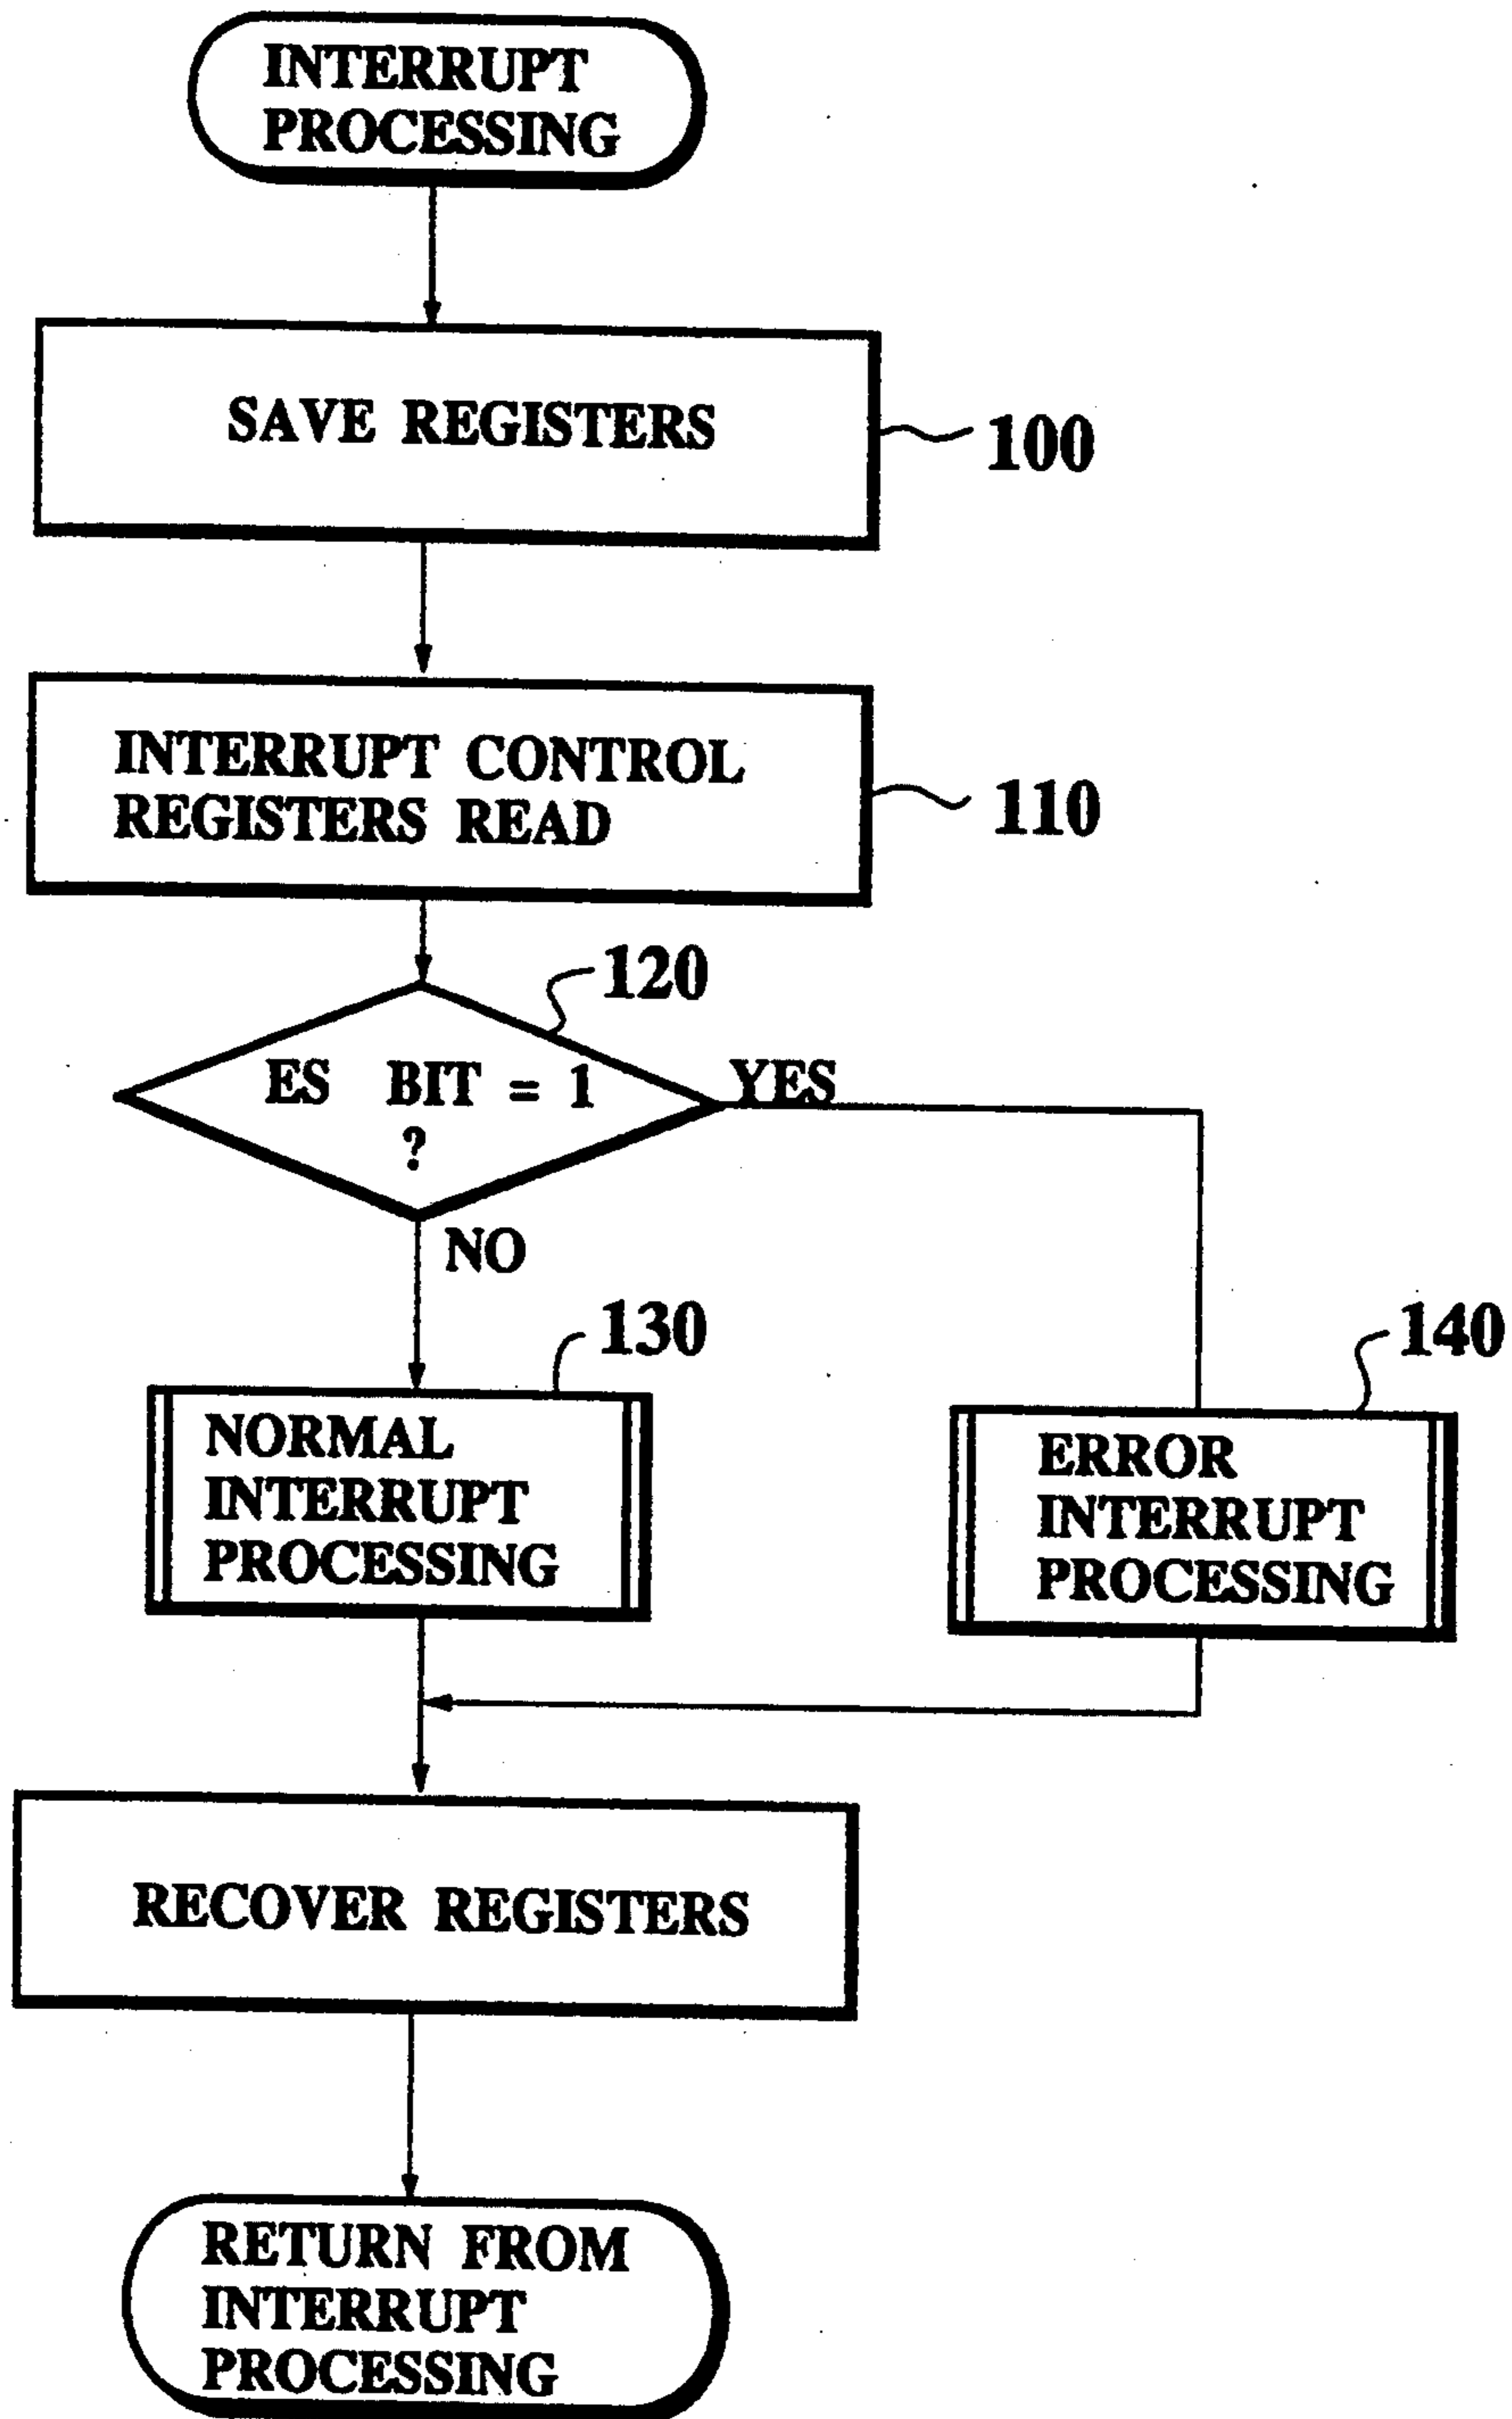 INTERRUPT
PROCESSING
SAVE REGISTERS
100
INTERRUPT CONTROL
REGISTERS READ
110
120
ES BIT = 1
?
YES
NO
130
NORMAL
INTERRUPT
PROCESSING
140
ERROR
INTERRUPT
PROCESSING
RECOVER REGISTERS
RETURN FROM
INTERRUPT
PROCESSING